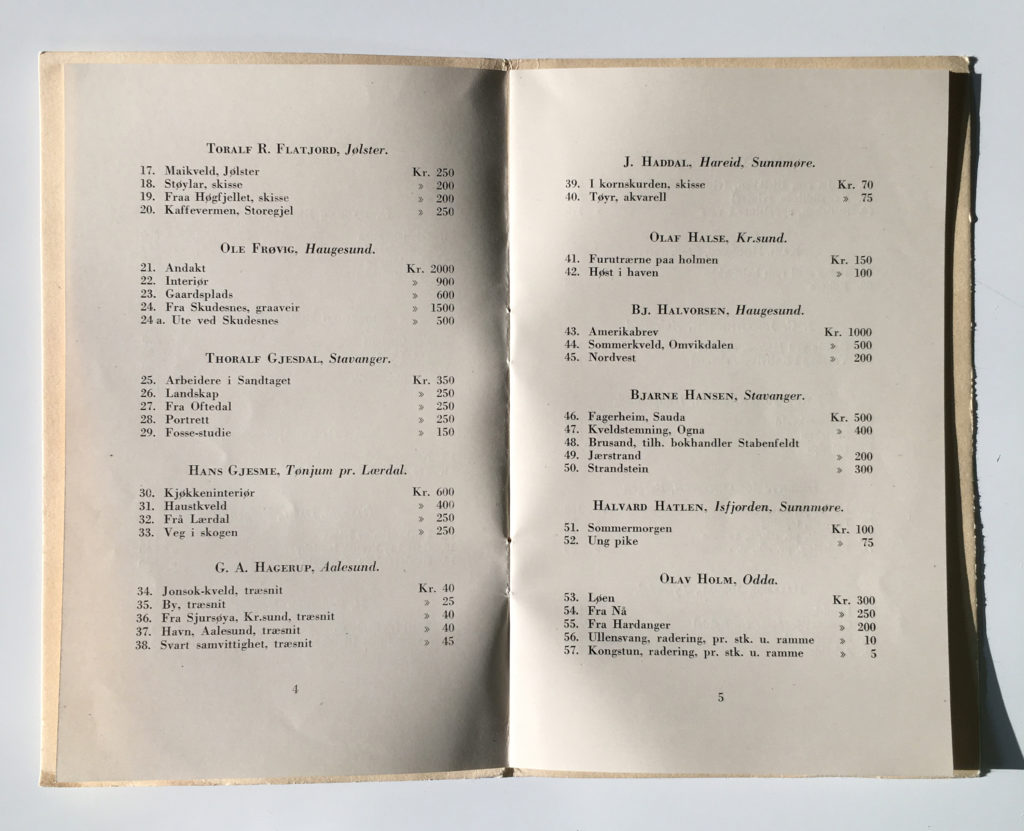 TORALF R. FLATJORD, Jølster.
17. Maikveld, Jølster Kr. 250
18. Støylar, skisse » 200
19. Fraa Høgfjellet, skisse » 200
20. Kaffevermen, Storegjel » 250
OLE FRØVIG, Haugesund.
21. Andakt Kr. 2000
22. Interiør » 900
23. Gaardsplads » 600
24. Fra Skudesnes, graaveir » 1500
24 a. Ute ved Skudesnes » 500
THORALF GJESDAL, Stavanger.
25. Arbeidere i Sandtaget Kr. 350
26. Landskap » 250
27. Fra Oftedal » 250
28. Portrett » 250
29. Fosse-studie » 150
HANS GJESME, Tønjum pr. Lærdal.
30. Kjøkkeninteriør Kr. 600
31. Haustkveld » 400
32. Frå Lærdal » 250
33. Veg i skogen » 250
G. A. HAGERUP, Aalesund.
34. Jonsok-kveld, træsnit Kr. 40
35. By, træsnit » 25
36. Fra Sjursøya, Kr.sund, træsnit » 40
37. Havn, Aalesund, træsnit » 40
38. Svart samvittighet, træsnit » 45
4
J. HADDAL, Hareid, Sunnmøre.
39. I kornskurden, skisse Kr. 70
40. Tøyr, akvarell » 75
OLAF HALSE, Kr.sund.
41. Furutrærne paa holmen Kr. 150
42. Høst i haven » 100
BJ. HALVORSEN, Haugesund.
43. Amerikabrev Kr. 1000
44. Sommerkveld, Omvikdalen » 500
45. Nordvest » 200
BJARNE HANSEN, Stavanger.
46. Fagerheim, Sauda Kr. 500
47. Kveldstemning, Ogna » 400
48. Brusand, tilh. bokhandler Stabenfeldt
49. Jærstrand » 200
50. Strandstein » 300
HALVARD HATLEN, Isfjorden, Sunnmøre.
51. Sommermorgen Kr. 100
52. Ung pike » 75
OLAV HOLM, Odda.
53. Løen Kr. 300
54. Fra Nå » 250
55. Fra Hardanger » 200
56. Ullensvang, radering, pr. stk. u. ramme » 10
57. Kongstun, radering, pr. stk. u. ramme » 5
5